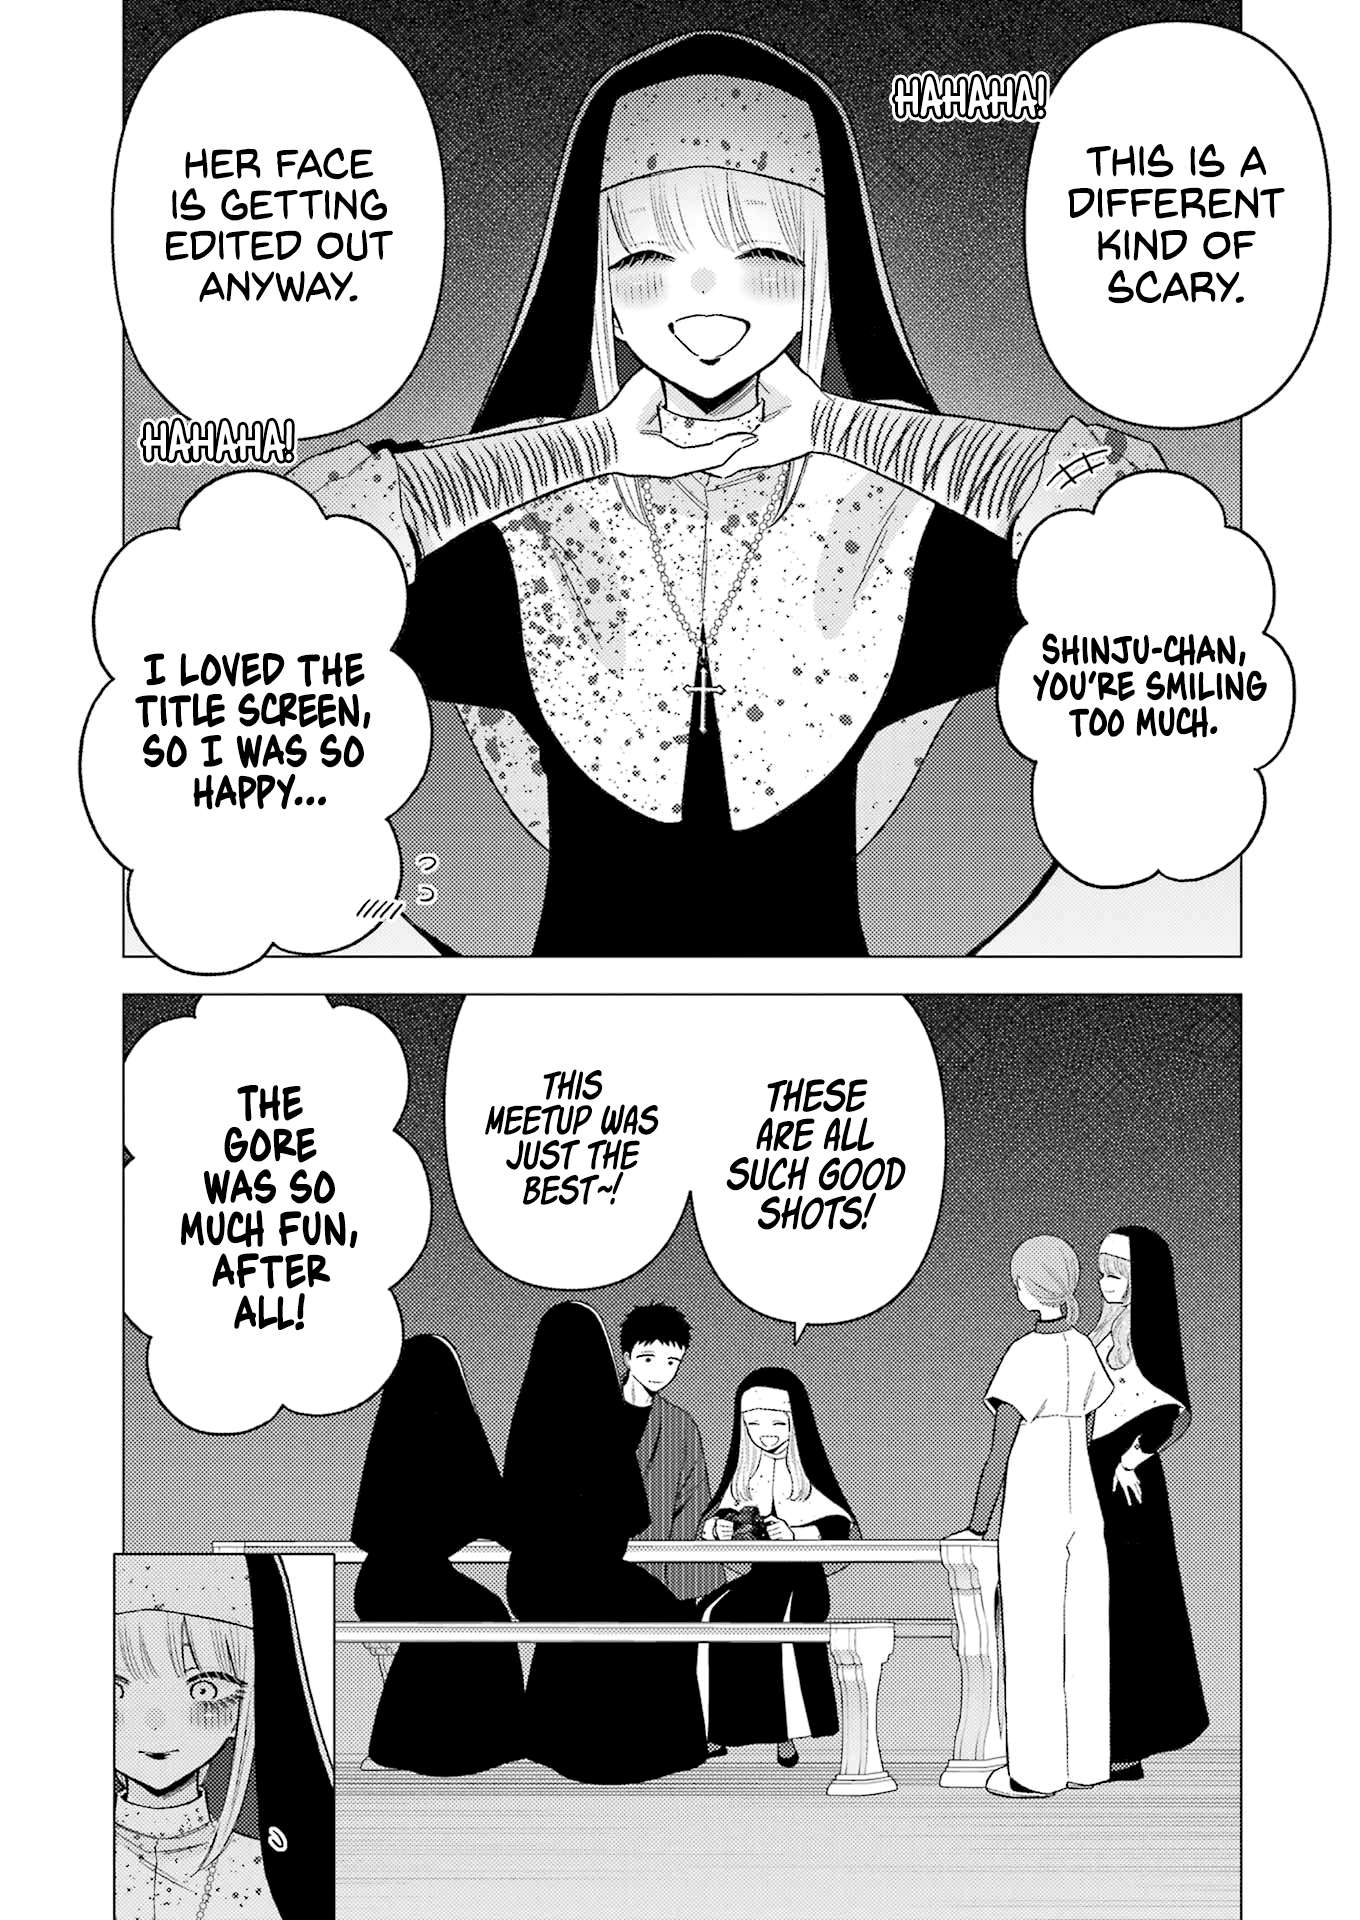 HAHAHA!
THIS IS A
DIFFERENT
KIND OF
SCARY.
HER FACE
IS GETTING
EDITED OUT
ANYWAY.
HAHAHA!
SHINJU-CHAN,
YOU'RE SMILING
TOO MUCH.
I LOVED THE
TITLE SCREEN,
SO I WAS SO
HAPPY...
っ
っ
THESE
ARE ALL
SUCH GOOD
SHOTS!
THIS
MEETUP WAS
JUST THE
BEST~!
THE
GORE
WAS SO
MUCH FUN,
AFTER
ALL!